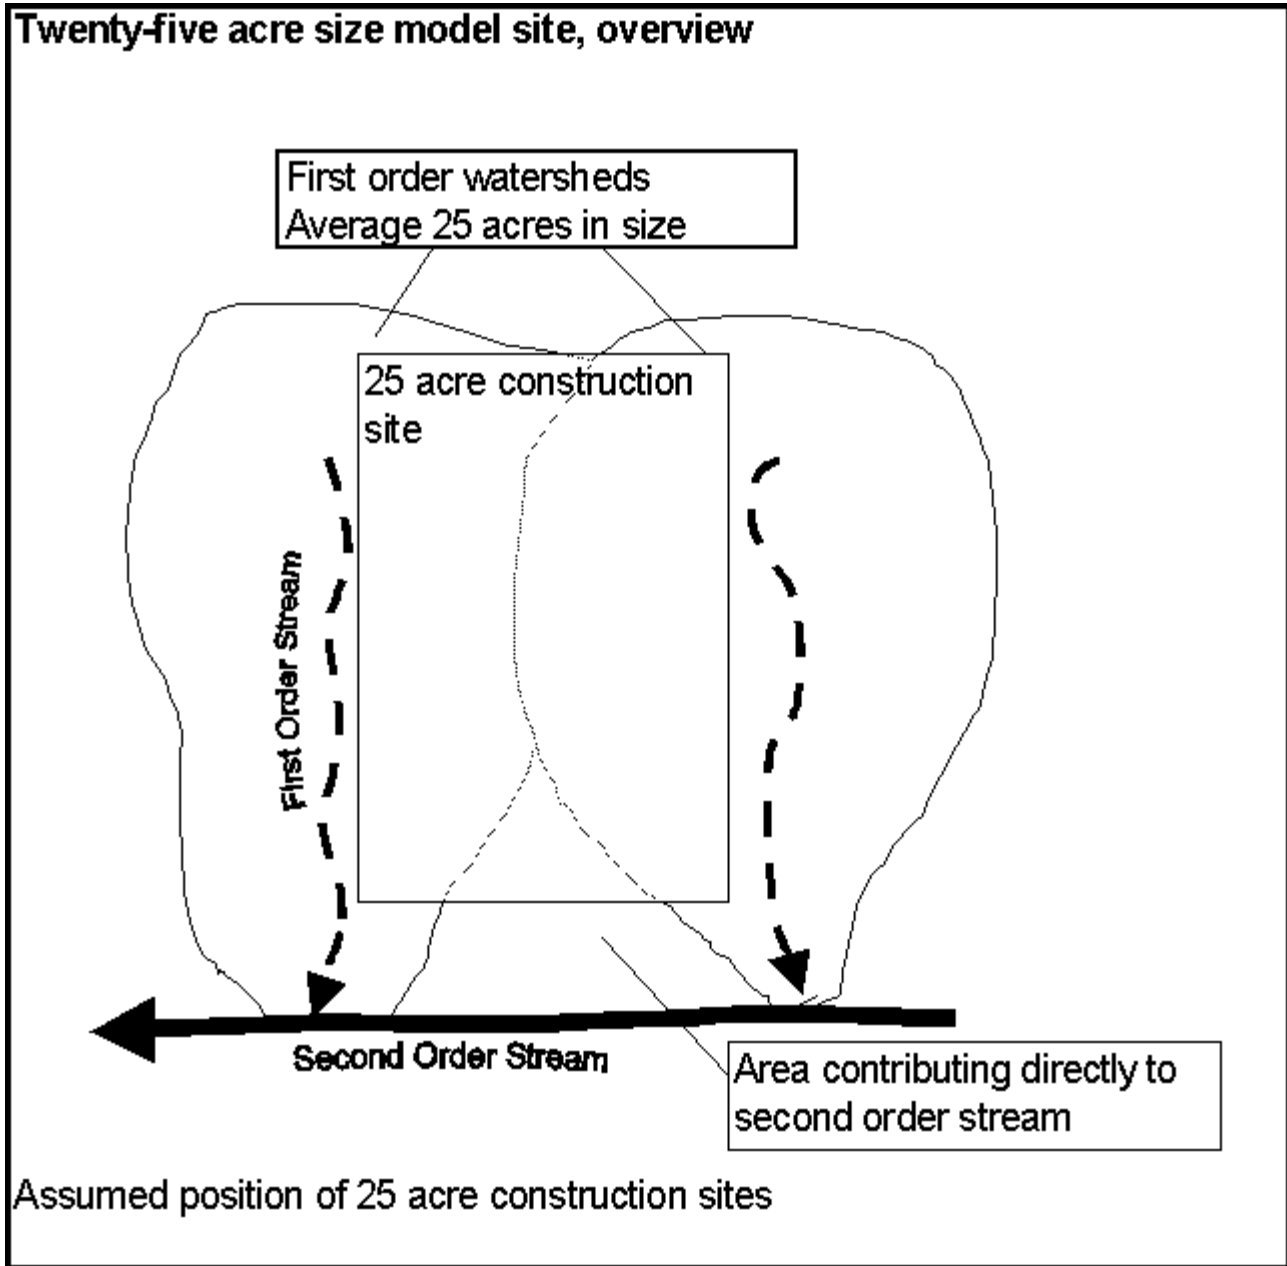 Twenty-five acre size model site, overview
First order watersheds
Average 25 acres in size
25 acre construction
site
First Order Stream
Second Order Stream
Area contributing directly to
second order stream
Assumed position of 25 acre construction sites